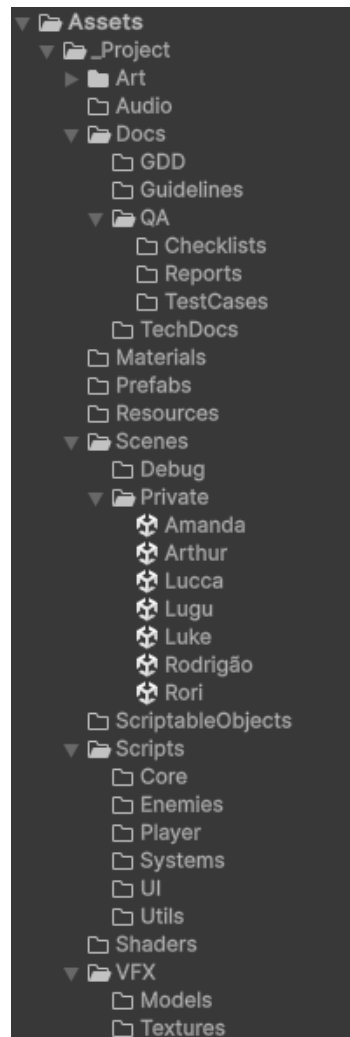 Assets
_Project
Art
Audio
Docs
GDD
Guidelines
QA
Checklists
Reports
TestCases
TechDocs
Materials
Prefabs
Resources
Scenes
Debug
Private
Amanda
Arthur
Lucca
Lugu
Luke
Rodrigão
Rori
ScriptableObjects
Scripts
Core
Enemies
Player
Systems
UI
Utils
Shaders
VFX
Models
Textures